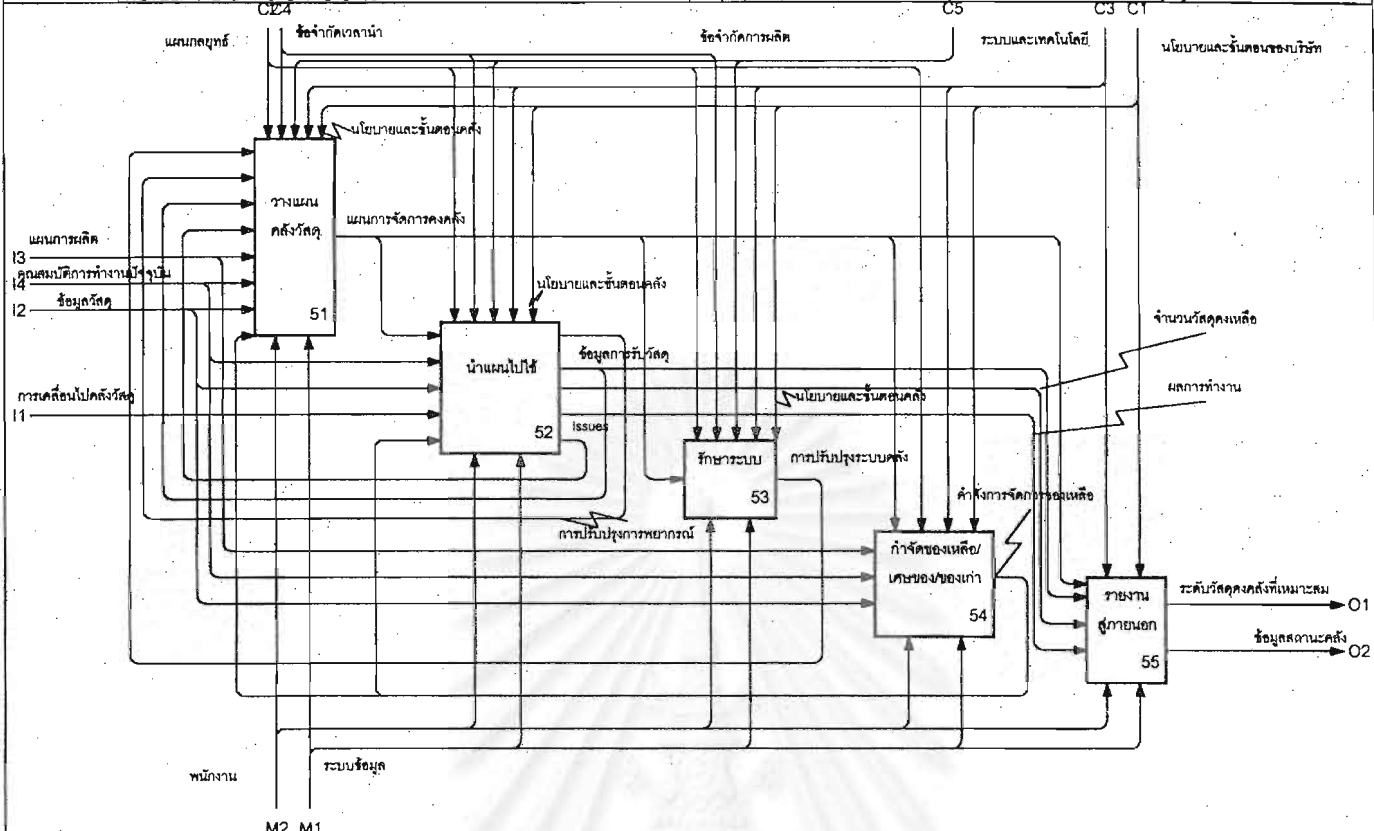 C2C4
C5
C3 C1
แผนกลยุทธ์
ข้อจำกัดเวลานำ
ข้อจำกัดการผลิต
ระบบและเทคโนโลยี
นโยบายและขั้นตอนของบริษัท
นโยบายและขั้นตอนคลัง
วางแผน
คลังวัสดุ
51
แผนการจัดการคงคลัง
แผนการผลิต
I3
คุณสมบัติการทำงานปัจจุบัน
I4
ข้อมูลวัสดุ
I2
การเคลื่อนไปคลังวัสดุ
I1
นโยบายและขั้นตอนคลัง
นำแผนไปใช้
52
ข้อมูลการรับวัสดุ
Issues
จำนวนวัสดุคงเหลือ
ผลการทำงาน
นโยบายและขั้นตอนคลัง
รักษาระบบ
53
การปรับปรุงระบบคลัง
คำสั่งการจัดการของเหลือ
การปรับปรุงการพยากรณ์
กำจัดของเหลือ/
เศษของ/ของเก่า
54
รายงาน
สู่ภายนอก
55
ระดับวัสดุคงคลังที่เหมาะสม
O1
ข้อมูลสถานะคลัง
O2
พนักงาน
ระบบข้อมูล
M2 M1